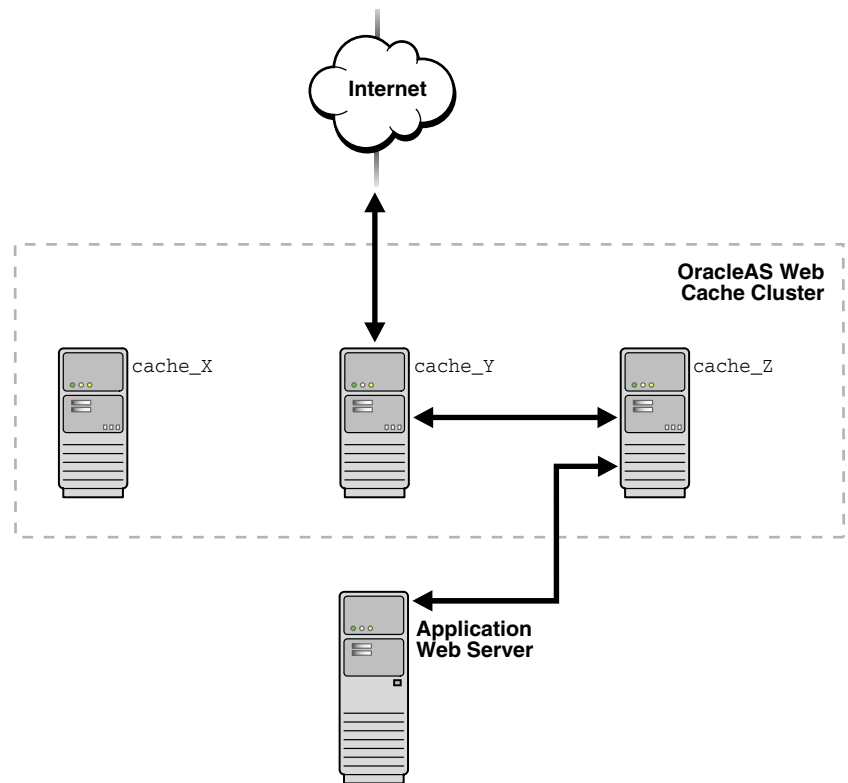 Internet
OracleAS Web
Cache Cluster
cache_X
cache_Y
cache_Z
Application
Web Server